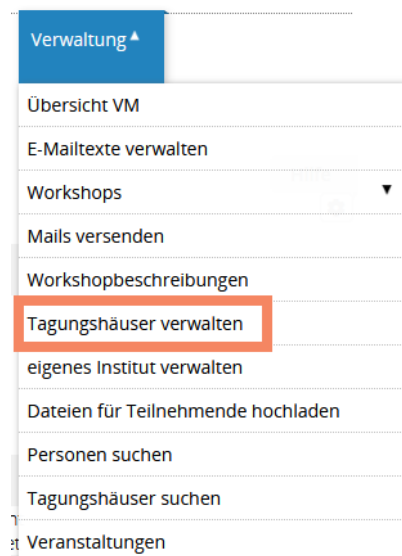 Verwaltung ▲
Übersicht VM
E-Mailtexte verwalten
Workshops ▼
Mails versenden
Workshopbeschreibungen
Tagungshäuser verwalten
eigenes Institut verwalten
Dateien für Teilnehmende hochladen
Personen suchen
Tagungshäuser suchen
Veranstaltungen